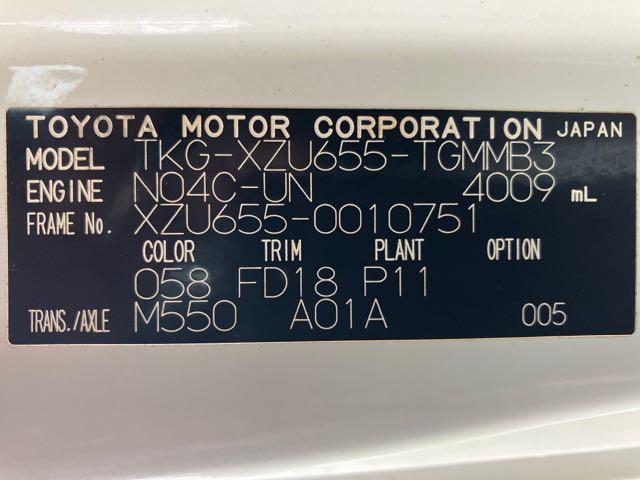 TOYOTA MOTOR CORPORATION JAPAN
MODEL TKG-XZU655-TGMMB3
ENGINE N04C-UN 4009 mL
FRAME No. XZU655-0010751
COLOR TRIM PLANT OPTION
058 FD18 P11
TRANS./AXLE M550 A01A 005